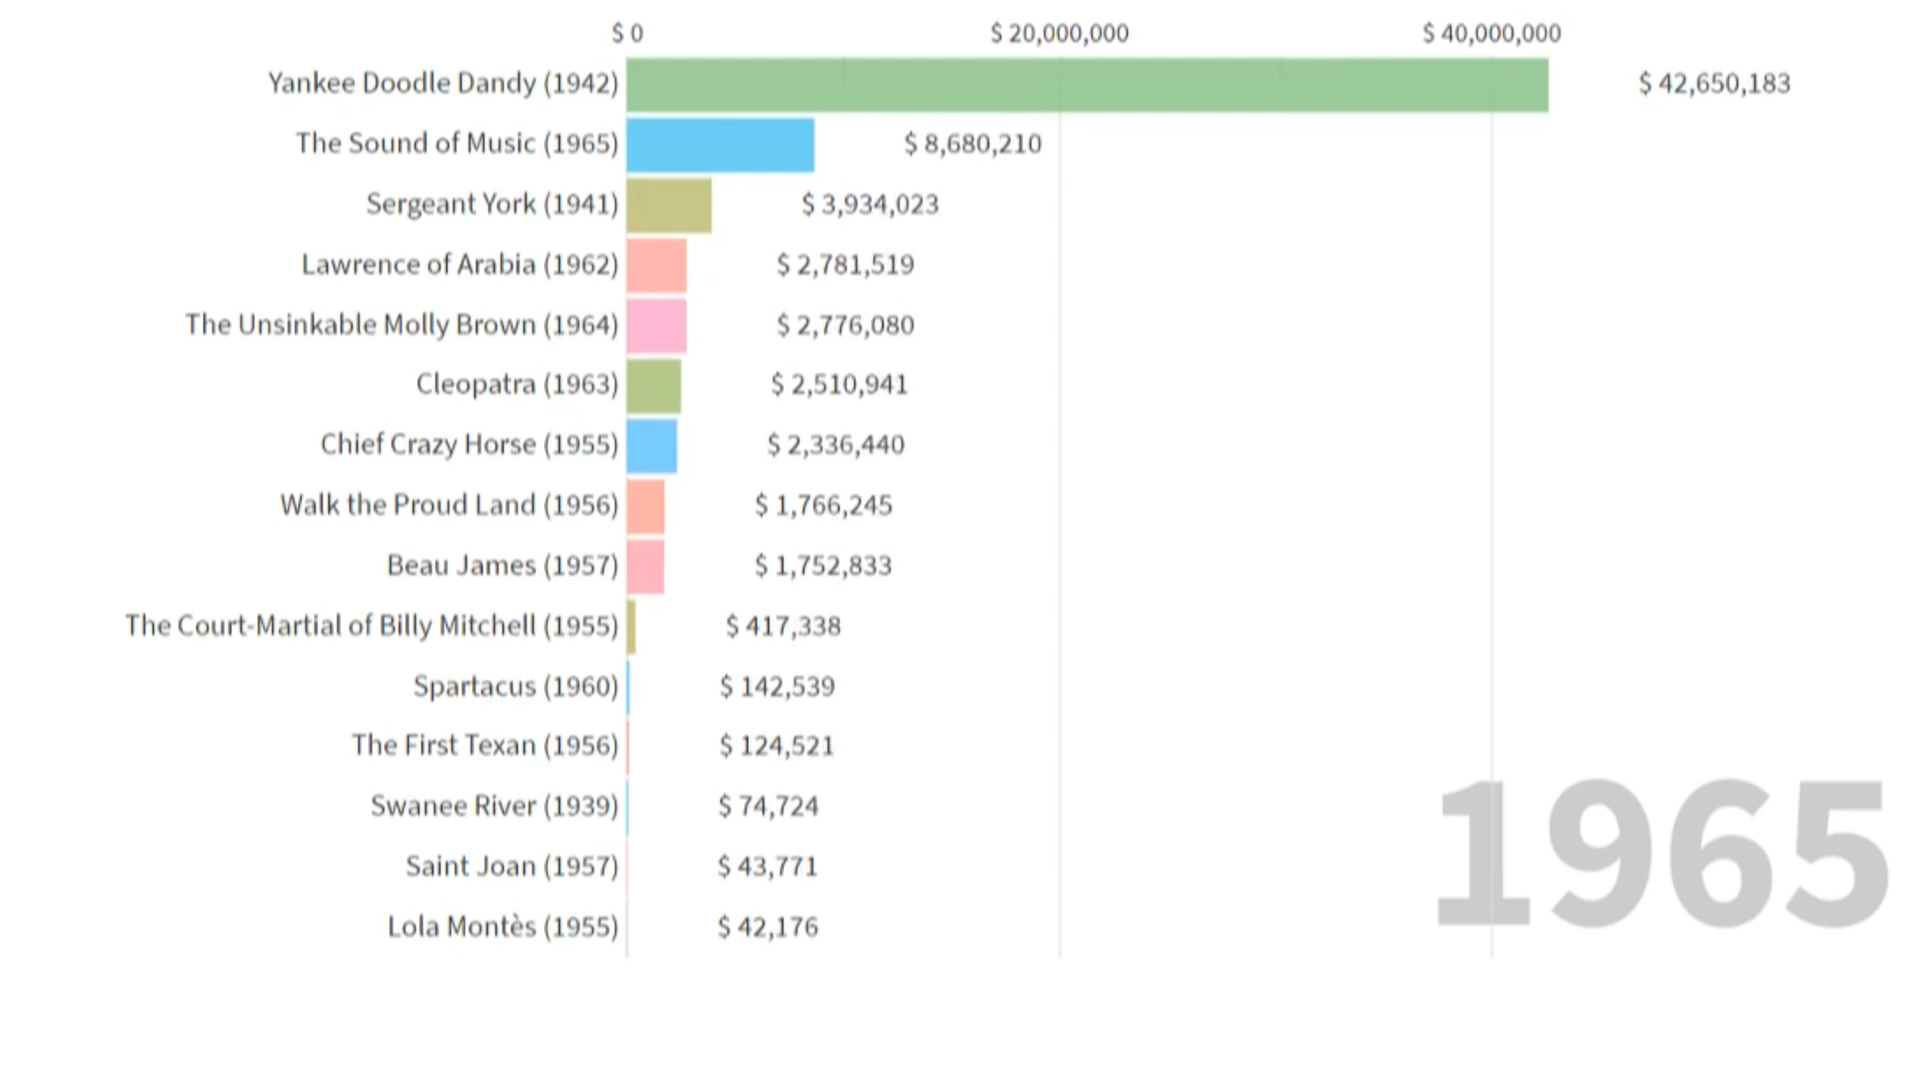 $ 0 $ 20,000,000 $ 40,000,000
Yankee Doodle Dandy (1942) $ 42,650,183
The Sound of Music (1965) $ 8,680,210
Sergeant York (1941) $ 3,934,023
Lawrence of Arabia (1962) $ 2,781,519
The Unsinkable Molly Brown (1964) $ 2,776,080
Cleopatra (1963) $ 2,510,941
Chief Crazy Horse (1955) $ 2,336,440
Walk the Proud Land (1956) $ 1,766,245
Beau James (1957) $ 1,752,833
The Court-Martial of Billy Mitchell (1955) $ 417,338
Spartacus (1960) $ 142,539
The First Texan (1956) $ 124,521
Swanee River (1939) $ 74,724
Saint Joan (1957) $ 43,771
Lola Montès (1955) $ 42,176
1965